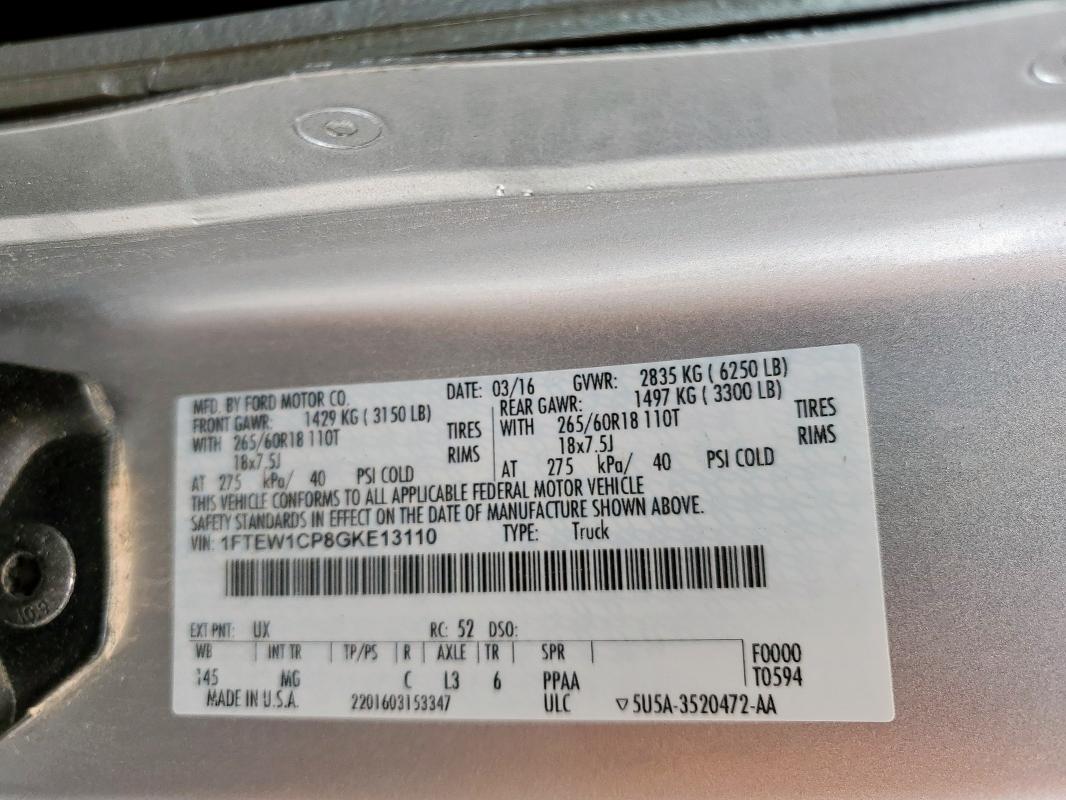 MFD. BY FORD MOTOR CO. DATE: 03/16 GVWR: 2835 KG ( 6250 LB)
FRONT GAWR: 1429 KG ( 3150 LB) REAR GAWR: 1497 KG ( 3300 LB)
WITH 265/60R18 110T TIRES WITH 265/60R18 110T TIRES
18x7.5J RIMS 18x7.5J RIMS
AT 275 kPa/ 40 PSI COLD AT 275 kPa/ 40 PSI COLD
THIS VEHICLE CONFORMS TO ALL APPLICABLE FEDERAL MOTOR VEHICLE
SAFETY STANDARDS IN EFFECT ON THE DATE OF MANUFACTURE SHOWN ABOVE.
VIN: 1FTEW1CP8GKE13110 TYPE: Truck
EXT PNT: UX RC: 52 DSO:
WB INT TR TP/PS R AXLE TR SPR F0000
145 MG C L3 6 PPAA T0594
MADE IN U.S.A. 2201603153347 ULC ▽5U5A-3520472-AA
10.9